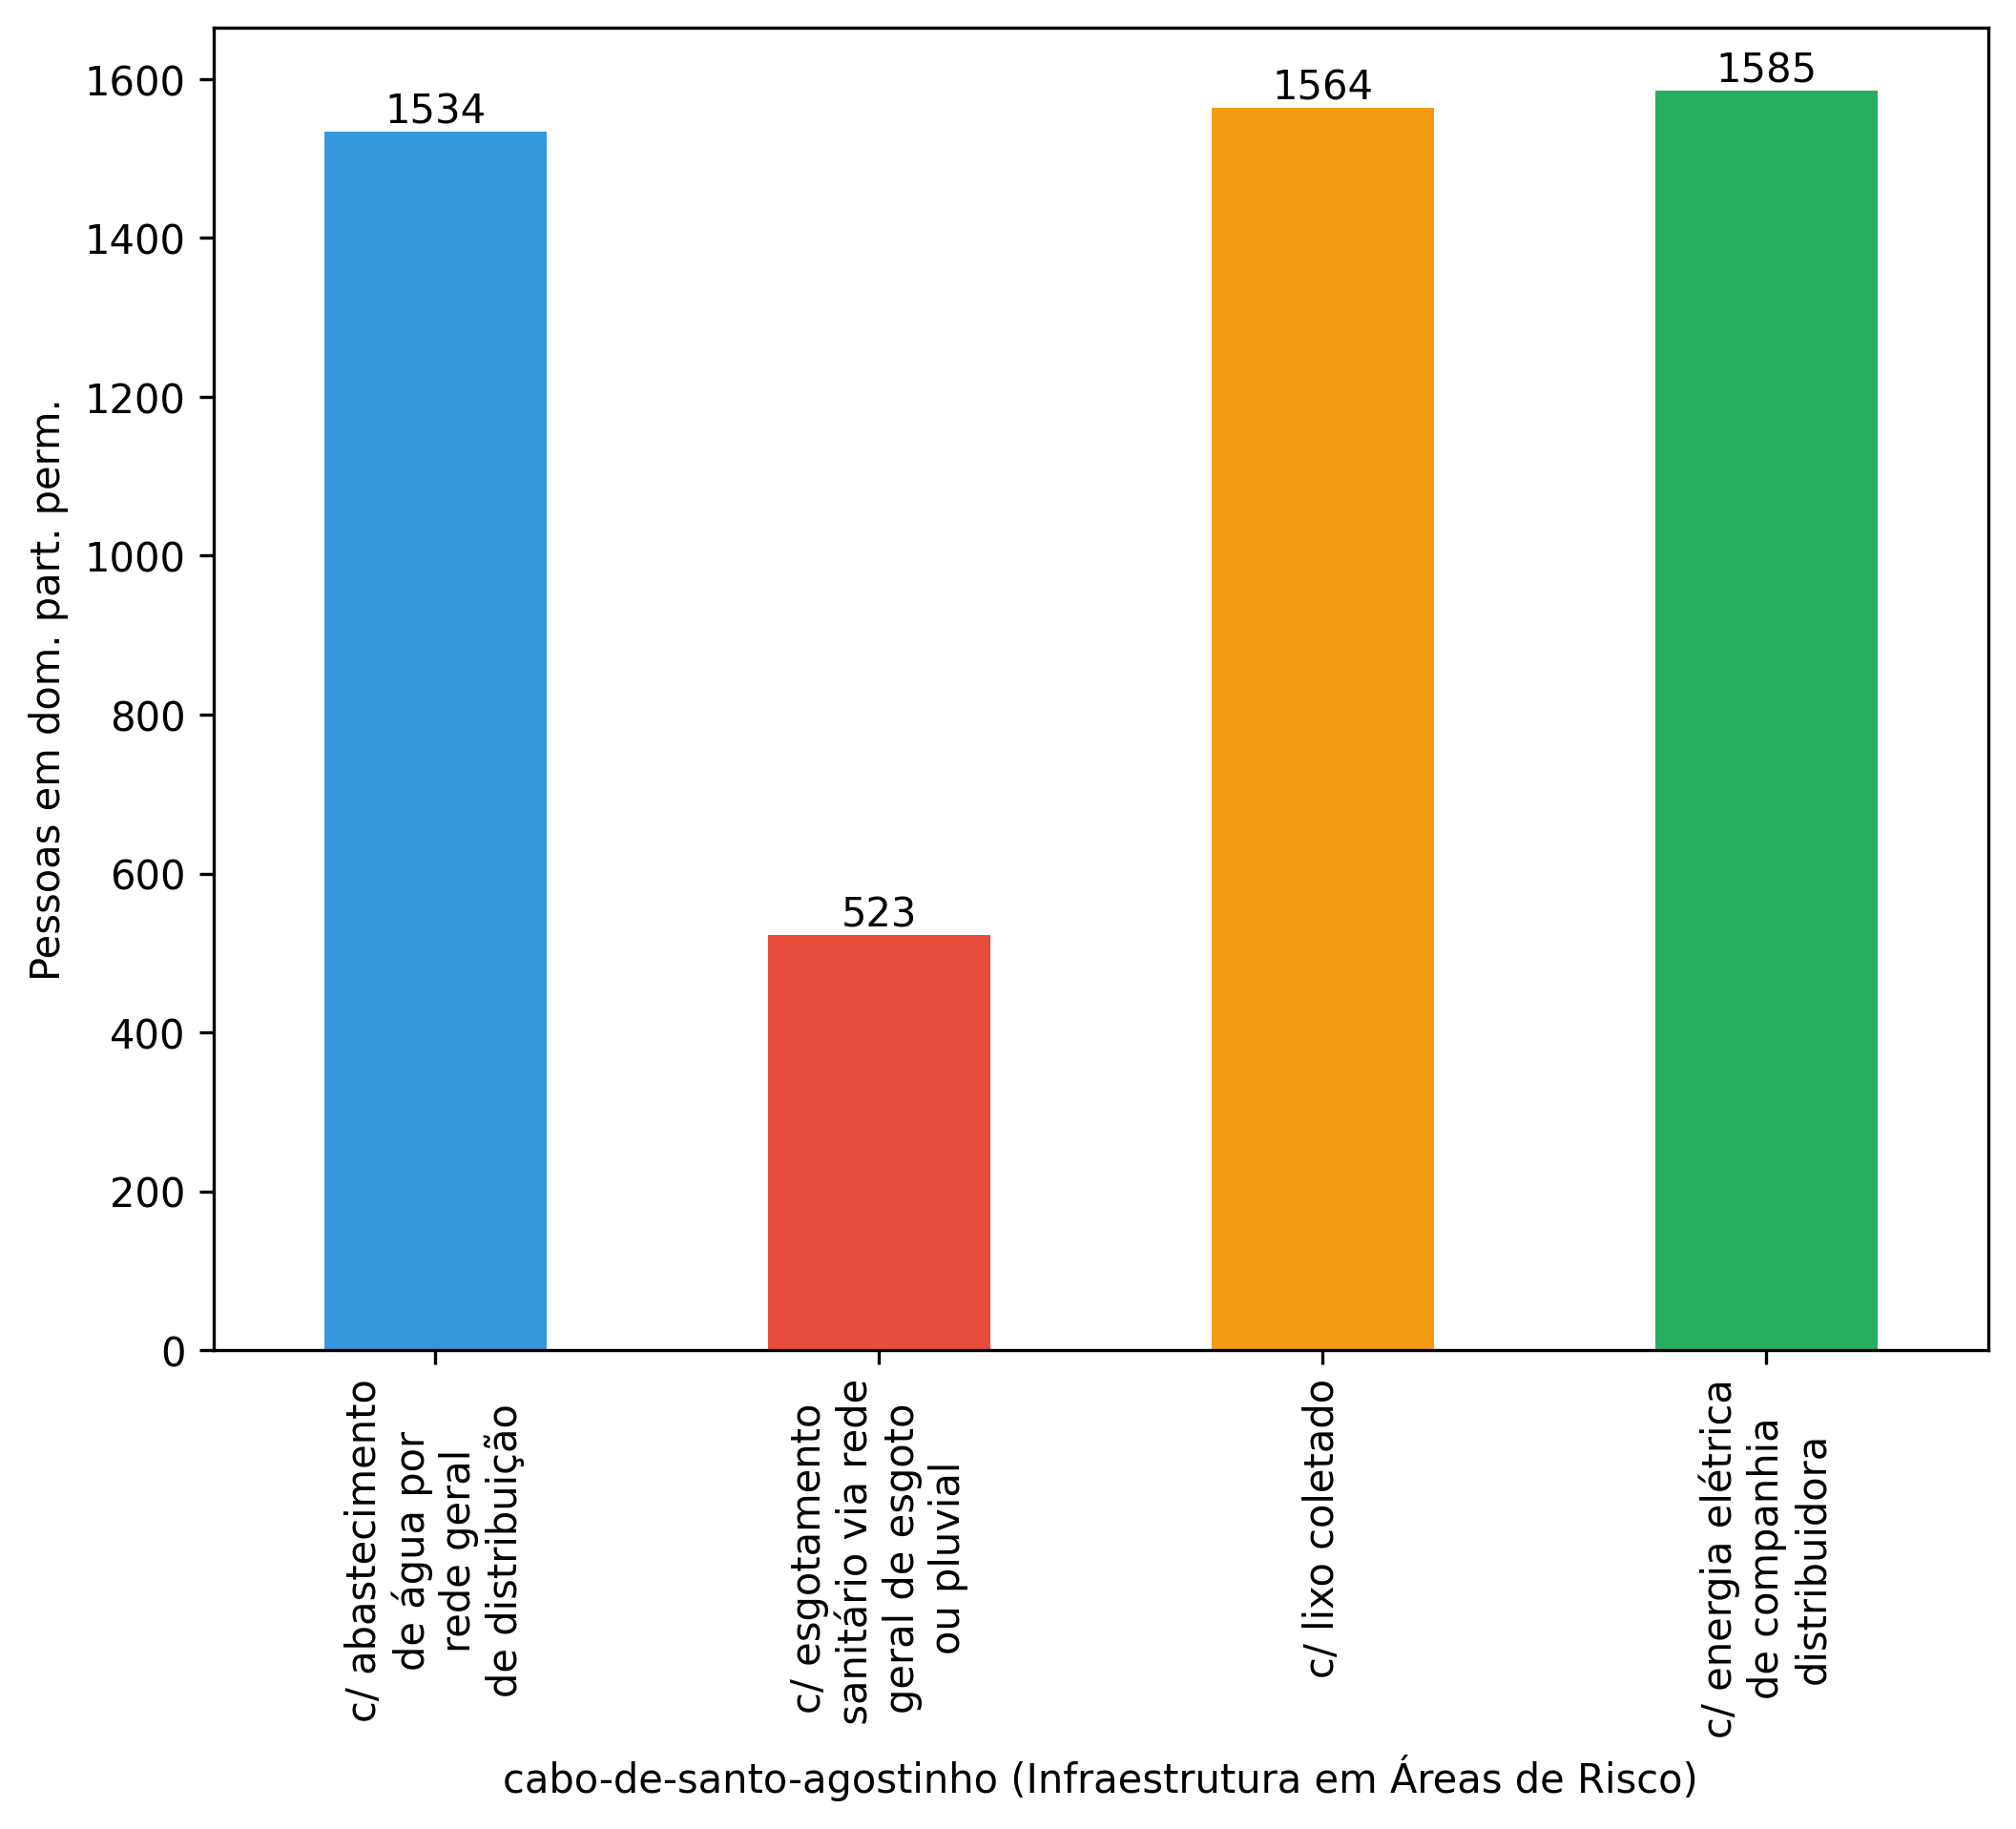 1534
523
1564
1585
1600
1400
1200
1000
800
600
400
200
0
Pessoas em dom. part. perm.
c/ abastecimento
de água por
rede geral
de distribuição
c/ esgotamento
sanitário via rede
geral de esgoto
ou pluvial
c/ lixo coletado
c/ energia elétrica
de companhia
distribuidora
cabo-de-santo-agostinho (Infraestrutura em Áreas de Risco)